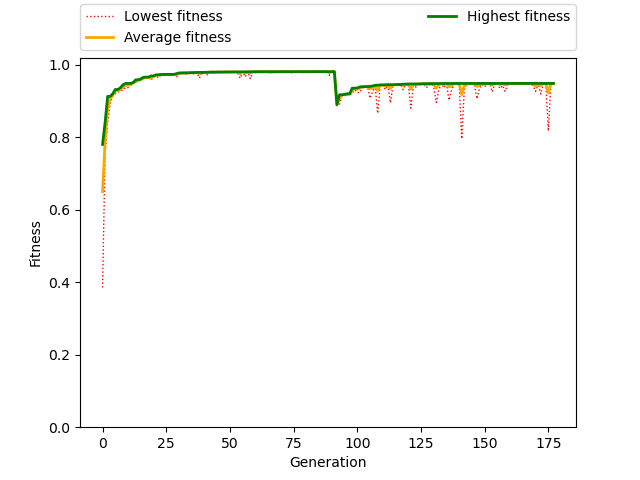 Lowest fitness
Average fitness
Highest fitness
1.0
0.8
0.6
0.4
0.2
0.0
Fitness
0 25 50 75 100 125 150 175
Generation